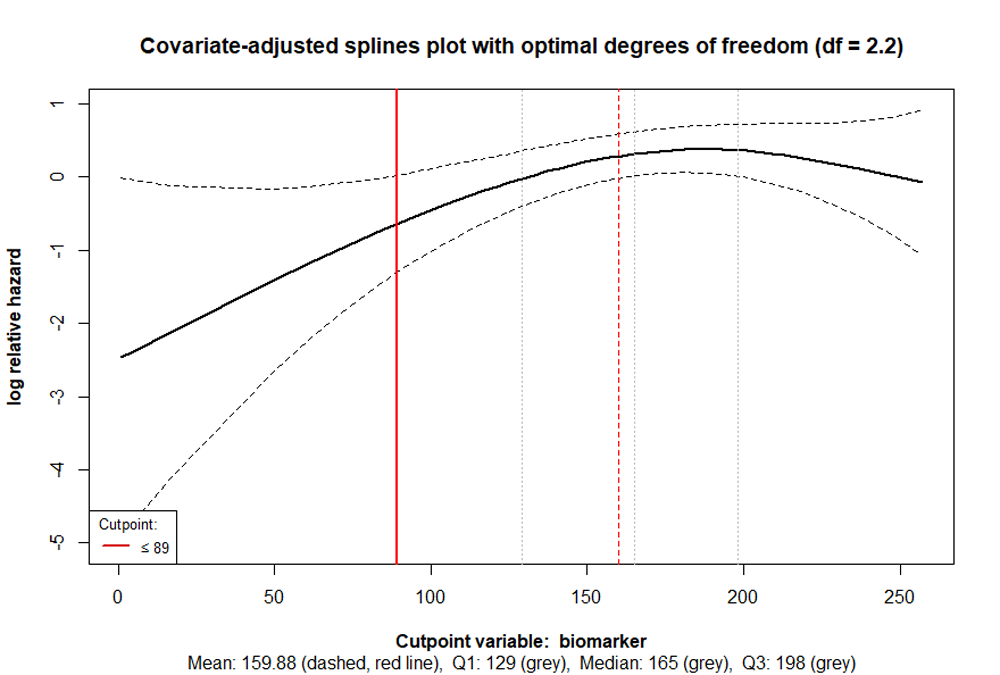 Covariate-adjusted splines plot with optimal degrees of freedom (df = 2.2)
log relative hazard
1
0
-1
-2
-3
-4
-5
Cutpoint:
≤ 89
0 50 100 150 200 250
Cutpoint variable: biomarker
Mean: 159.88 (dashed, red line), Q1: 129 (grey), Median: 165 (grey), Q3: 198 (grey)